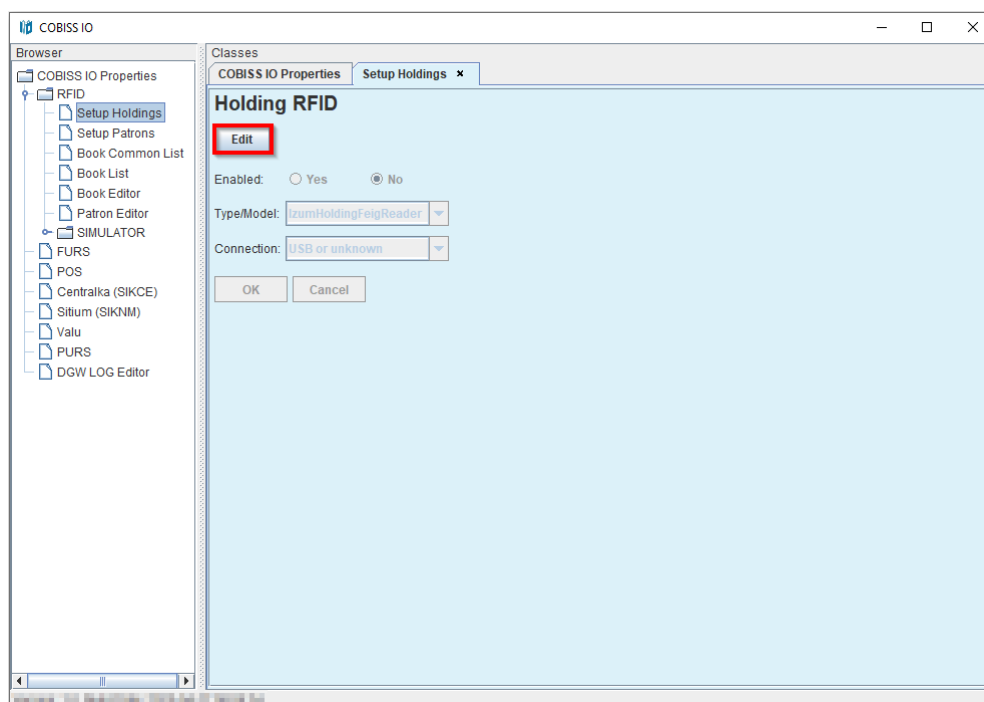 COBISS IO
Browser
COBISS IO Properties
RFID
Setup Holdings
Setup Patrons
Book Common List
Book List
Book Editor
Patron Editor
SIMULATOR
FURS
POS
Centralka (SIKCE)
Sitium (SIKNM)
Valu
PURS
DGW LOG Editor
Classes
COBISS IO Properties Setup Holdings
Holding RFID
Edit
Enabled: Yes No
Type/Model: IzumHoldingFeigReader
Connection: USB or unknown
OK Cancel